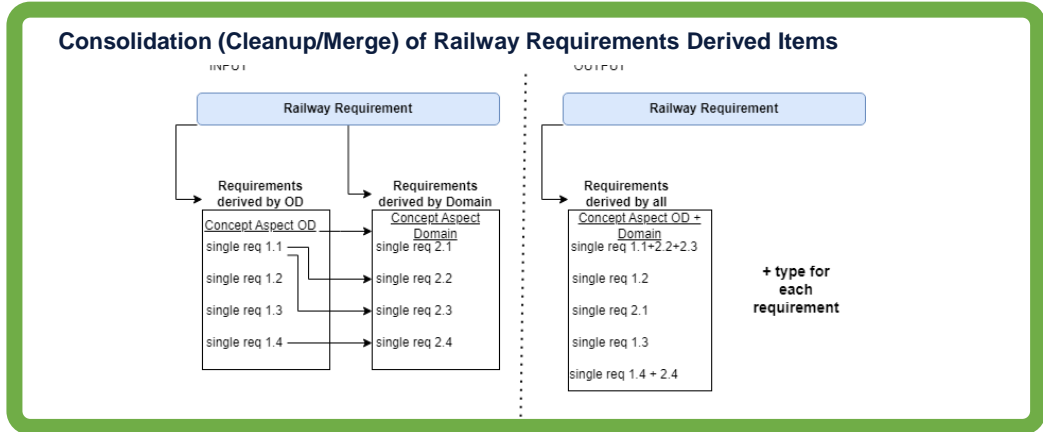 Consolidation (Cleanup/Merge) of Railway Requirements Derived Items
INPUT
OUTPUT
Railway Requirement
Railway Requirement
Requirements
derived by OD
Concept Aspect OD
single req 1.1
single req 1.2
single req 1.3
single req 1.4
Requirements
derived by Domain
Concept Aspect
Domain
single req 2.1
single req 2.2
single req 2.3
single req 2.4
Requirements
derived by all
Concept Aspect OD +
Domain
single req 1.1+2.2+2.3
single req 1.2
single req 2.1
single req 1.3
single req 1.4 + 2.4
+ type for
each
requirement